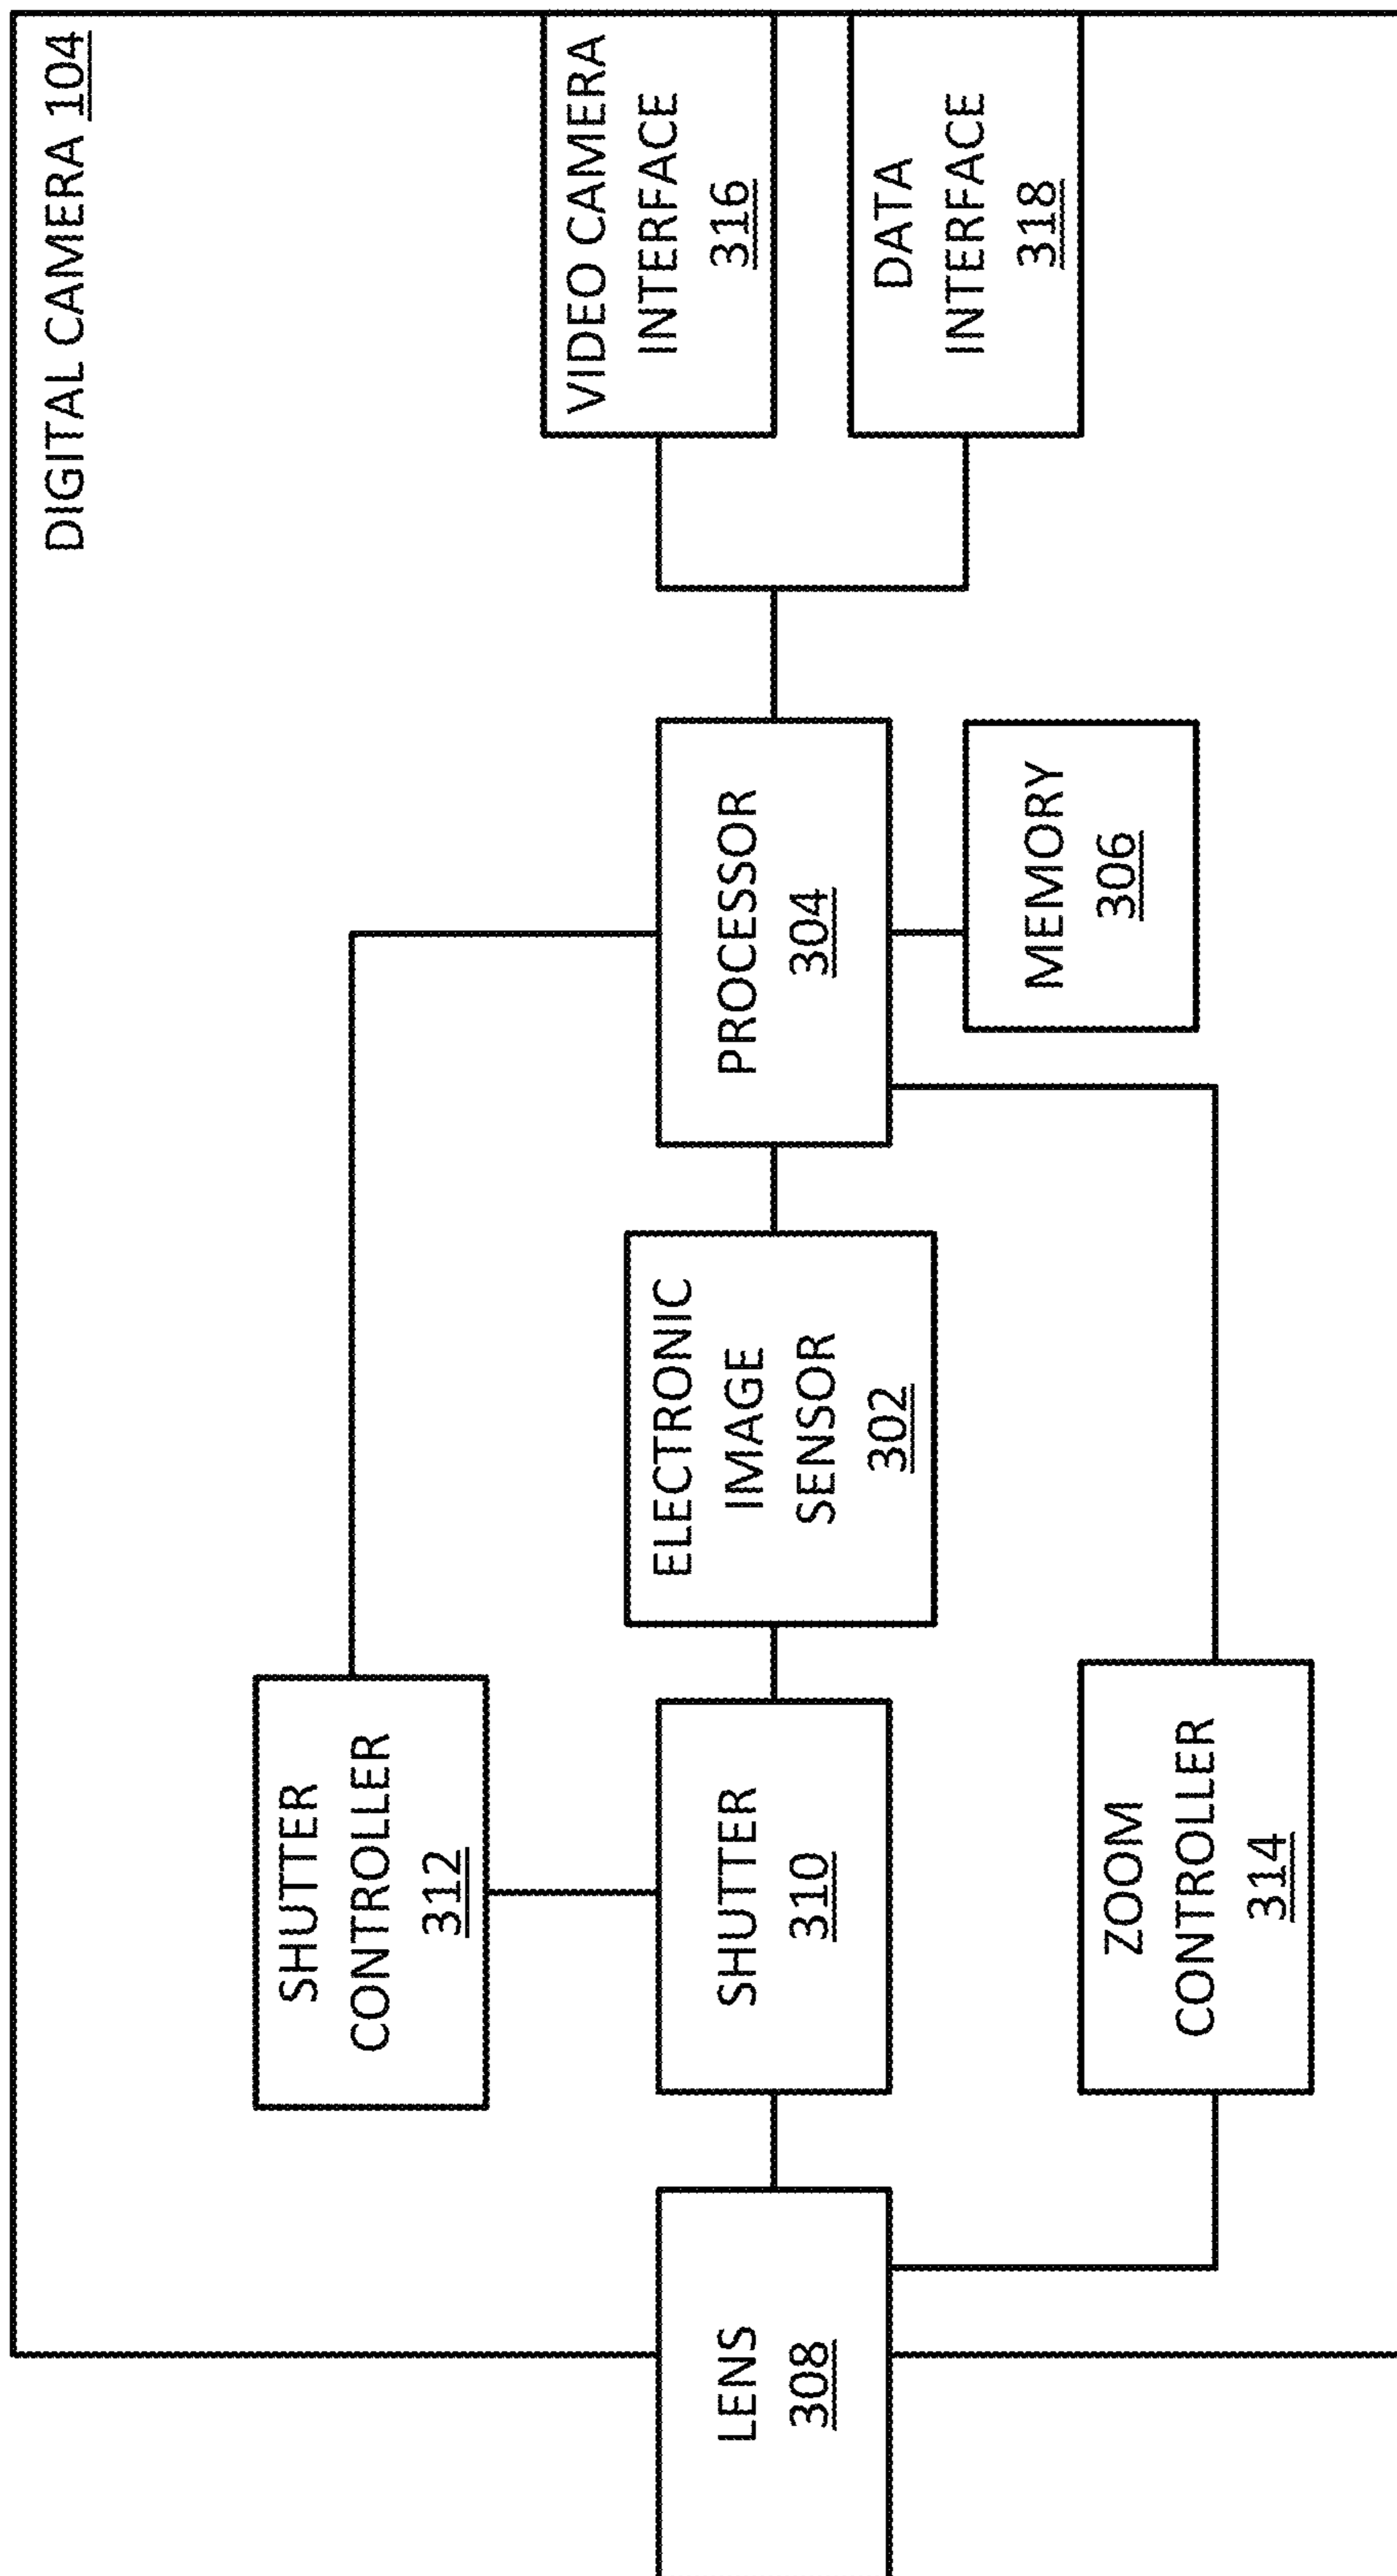 DIGITAL CAMERA 104
SHUTTER
CONTROLLER
312
LENS
308
SHUTTER
310
ELECTRONIC
IMAGE
SENSOR
302
PROCESSOR
304
VIDEO CAMERA
INTERFACE
316
DATA
INTERFACE
318
MEMORY
306
ZOOM
CONTROLLER
314